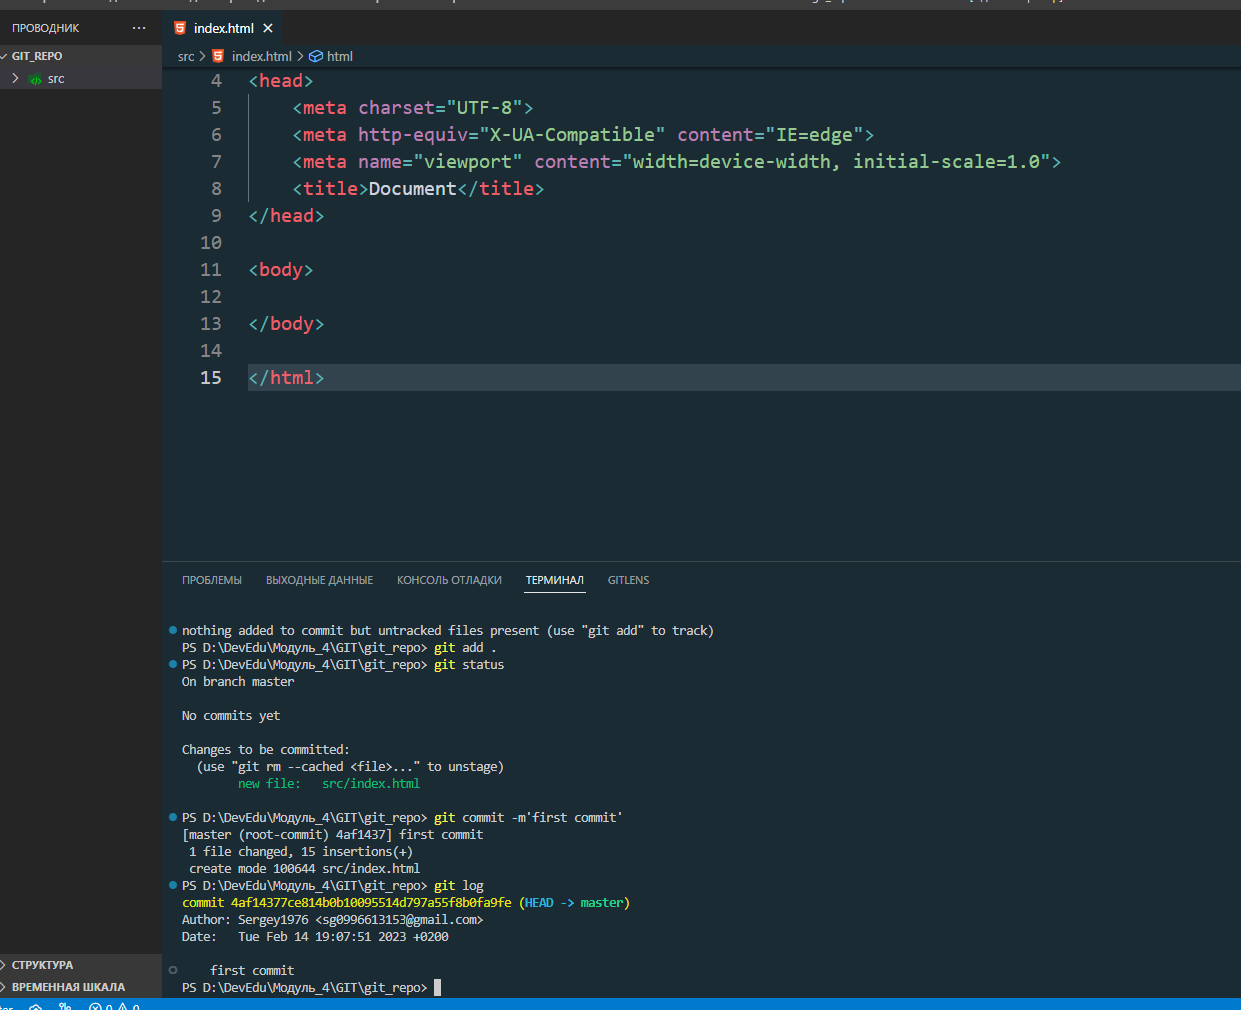 ПРОВОДНИК ···
index.html
GIT_REPO
src
src > index.html > html
4 <head>
5 <meta charset="UTF-8">
6 <meta http-equiv="X-UA-Compatible" content="IE=edge">
7 <meta name="viewport" content="width=device-width, initial-scale=1.0">
8 <title>Document</title>
9 </head>
10
11 <body>
12
13 </body>
14
15 </html>
ПРОБЛЕМЫ ВЫХОДНЫЕ ДАННЫЕ КОНСОЛЬ ОТЛАДКИ ТЕРМИНАЛ GITLENS
nothing added to commit but untracked files present (use "git add" to track)
PS D:\DevEdu\Модуль_4\GIT\git_repo> git add .
PS D:\DevEdu\Модуль_4\GIT\git_repo> git status
On branch master
No commits yet
Changes to be committed:
(use "git rm --cached <file>..." to unstage)
new file: src/index.html
PS D:\DevEdu\Модуль_4\GIT\git_repo> git commit -m'first commit'
[master (root-commit) 4af1437] first commit
1 file changed, 15 insertions(+)
create mode 100644 src/index.html
PS D:\DevEdu\Модуль_4\GIT\git_repo> git log
commit 4af14377ce814b0b10095514d797a55f8b0fa9fe (HEAD -> master)
Author: Sergey1976 <sg0996613153@gmail.com>
Date: Tue Feb 14 19:07:51 2023 +0200
first commit
PS D:\DevEdu\Модуль_4\GIT\git_repo>
СТРУКТУРА
ВРЕМЕННАЯ ШКАЛА